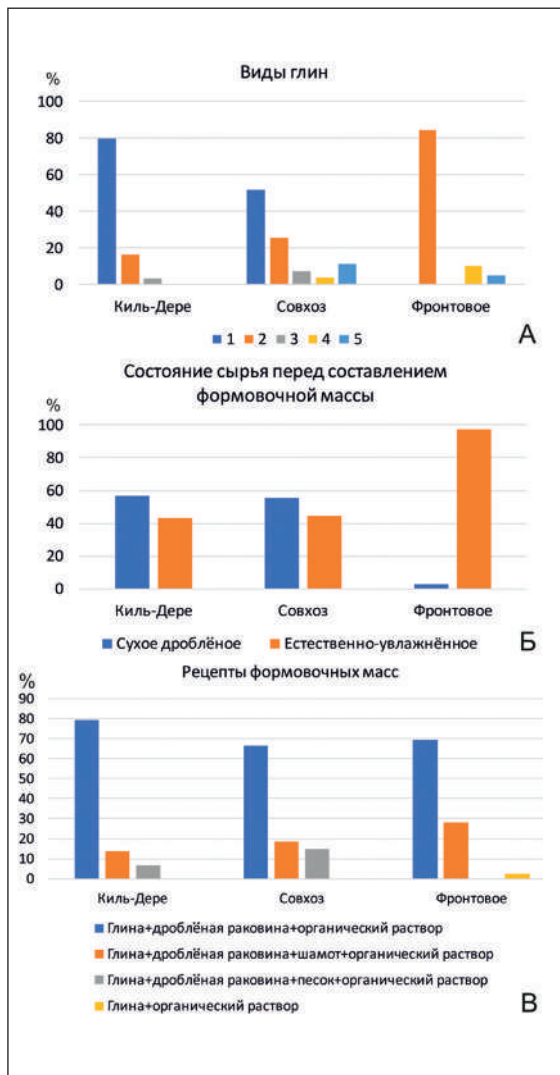 Виды глин
%
100
80
60
40
20
0
Киль-Дере Совхоз Фронтовое
1 2 3 4 5
А
Состояние сырья перед составлением
формовочной массы
%
100
80
60
40
20
0
Киль-Дере Совхоз Фронтовое
Сухое дроблёное Естественно-увлажнённое
Б
Рецепты формовочных масс
%
90
80
70
60
50
40
30
20
10
0
Киль-Дере Совхоз Фронтовое
Глина+дроблёная раковина+органический раствор
Глина+дроблёная раковина+шамот+органический раствор
Глина+дроблёная раковина+песок+органический раствор
Глина+органический раствор
В